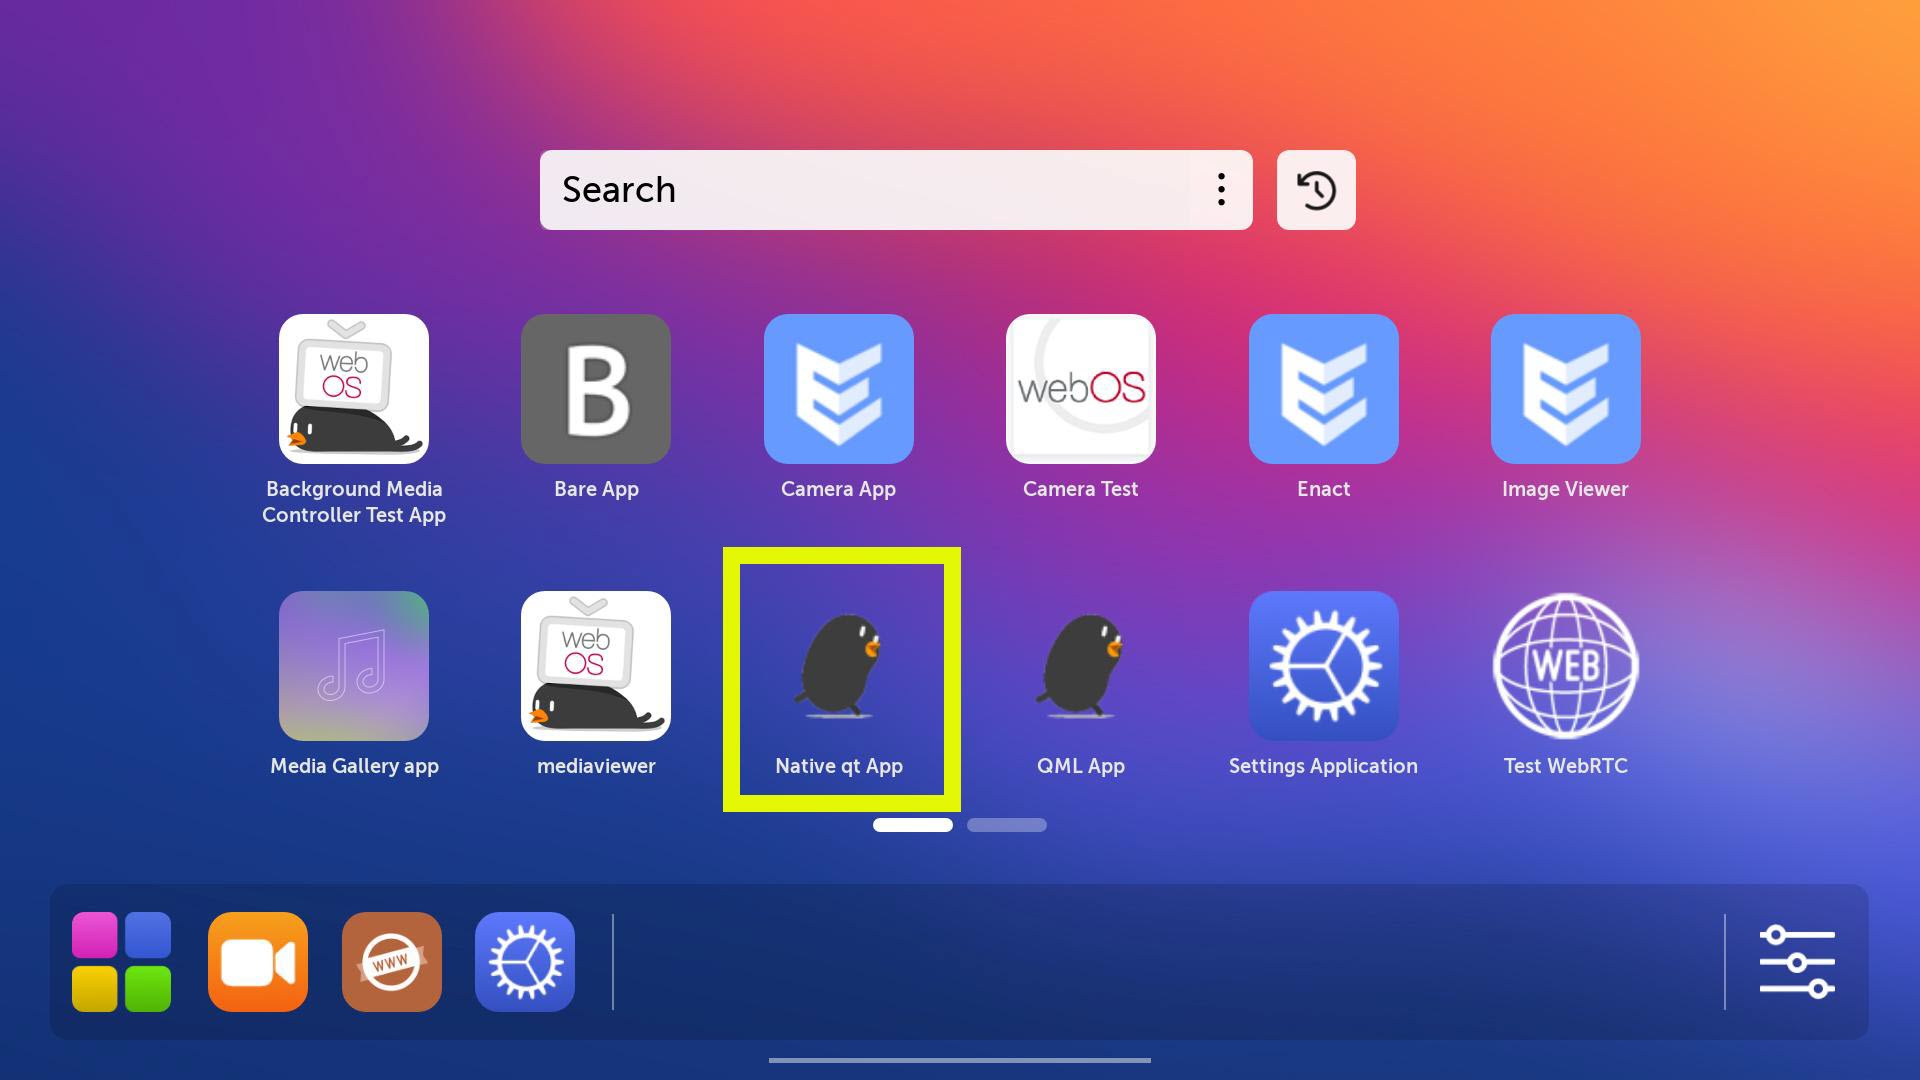 Search
web
OS
B
webOS
Background Media
Controller Test App
Bare App
Camera App
Camera Test
Enact
Image Viewer
web
OS
WEB
Media Gallery app
mediaviewer
Native qt App
QML App
Settings Application
Test WebRTC
WWW